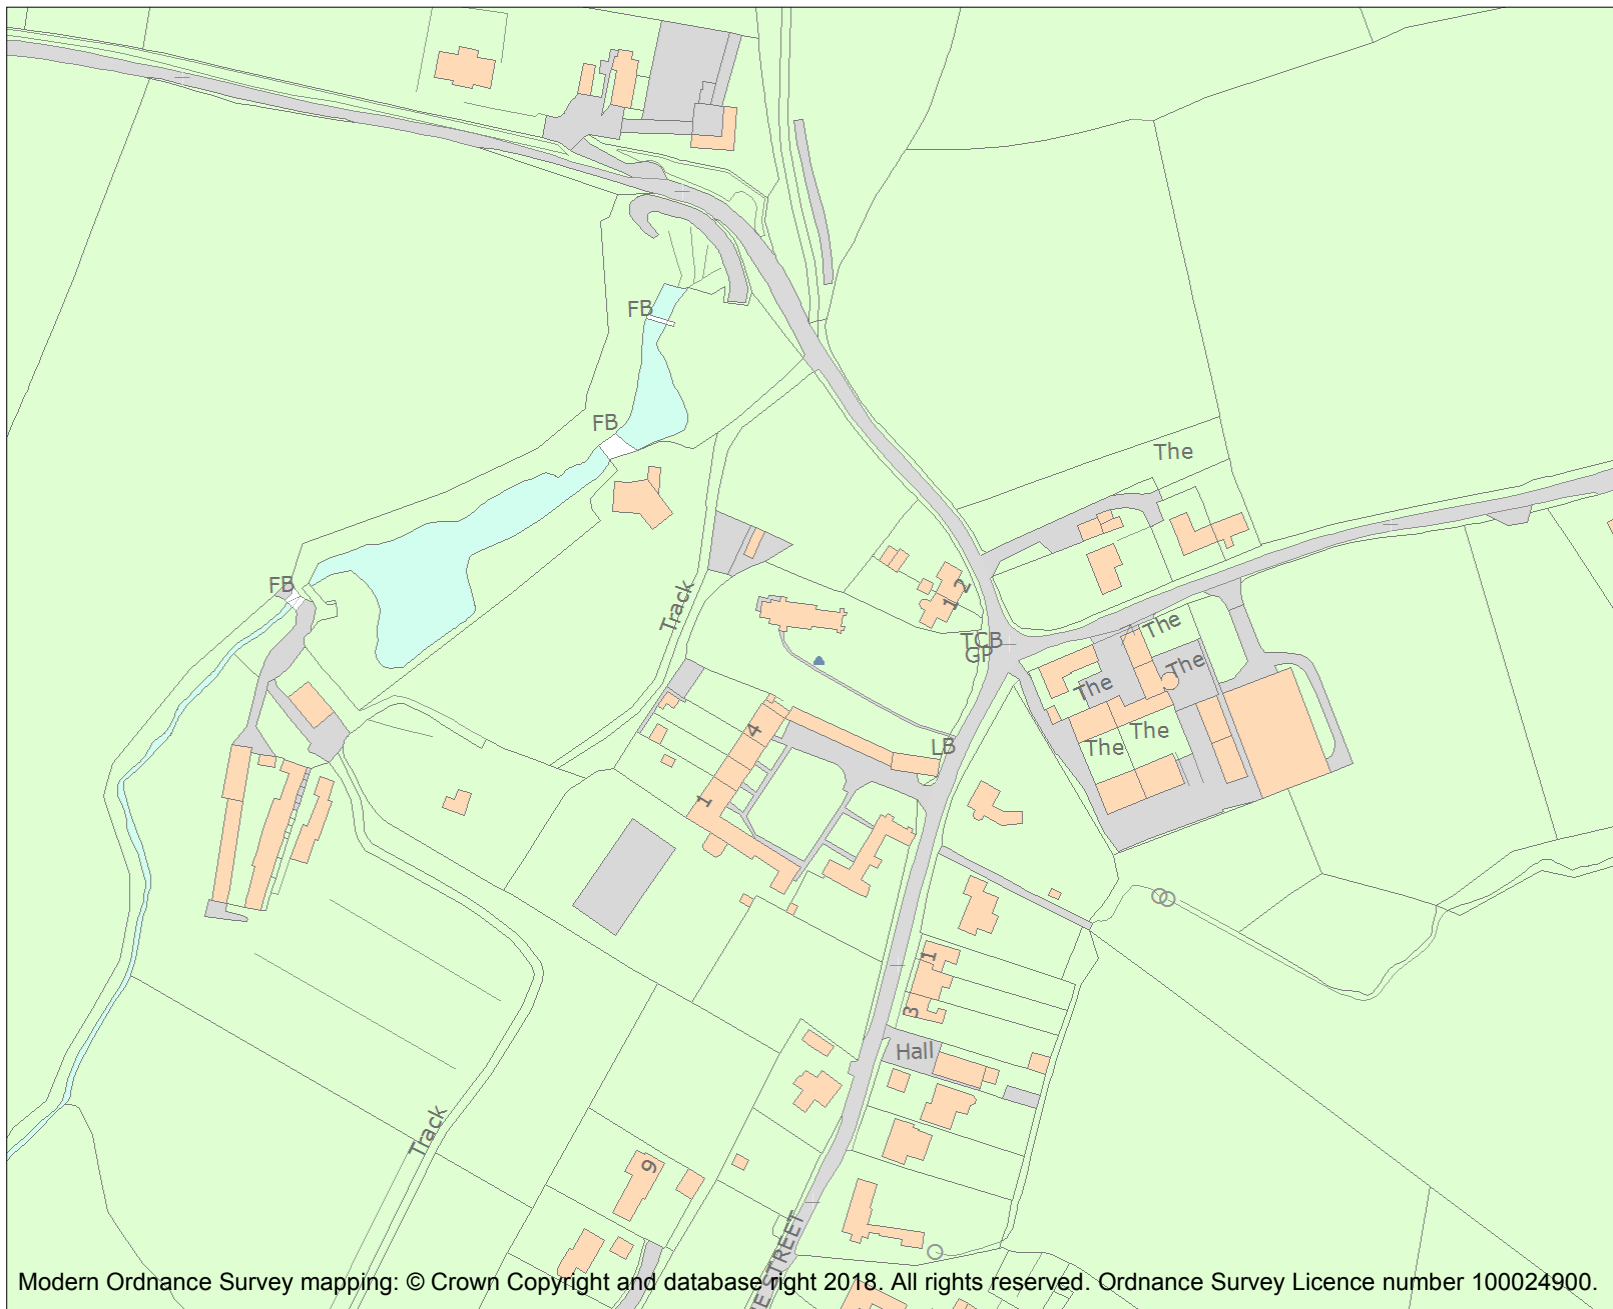 FB
FB
The
FB
Track
2
1
TCB
GP
The
The
The
The
The
LB
4
1
1
3
Hall
Track
9
STREET
Modern Ordnance Survey mapping: © Crown Copyright and database right 2018. All rights reserved. Ordnance Survey Licence number 100024900.